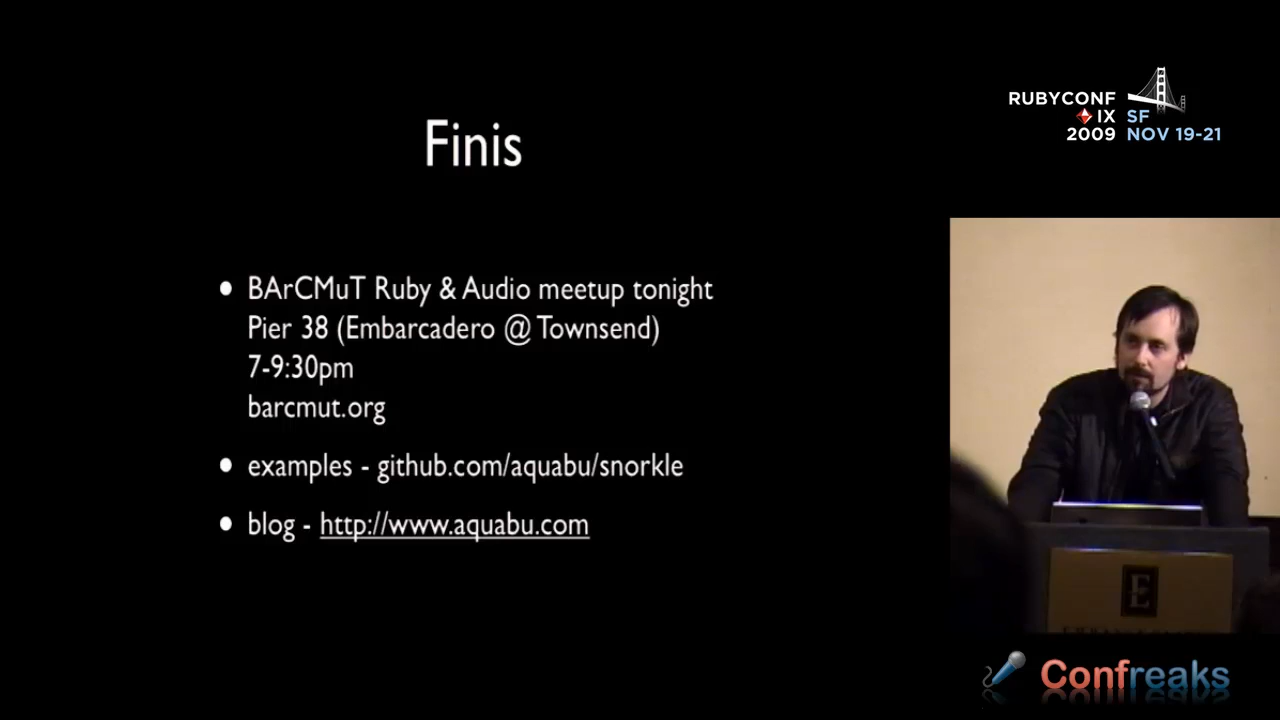 Finis
• BArCMuT Ruby & Audio meetup tonight
Pier 38 (Embarcadero @ Townsend)
7-9:30pm
barcmut.org
• examples - github.com/aquabu/snorkle
• blog - http://www.aquabu.com
RUBYCONF
IX SF
2009 NOV 19-21
E
Confreaks